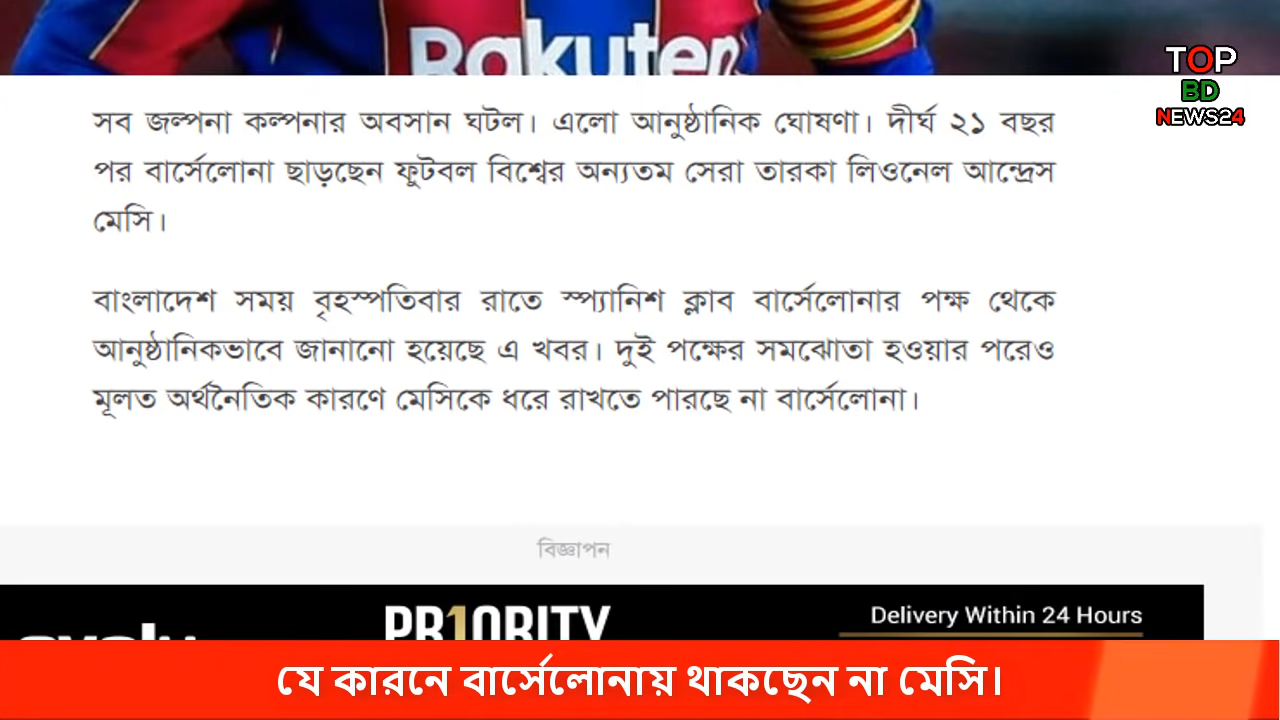 Rakuten
TOP
BD
NEWS24
সব জল্পনা কল্পনার অবসান ঘটল। এলো আনুষ্ঠানিক ঘোষণা। দীর্ঘ ২১ বছর
পর বার্সেলোনা ছাড়ছেন ফুটবল বিশ্বের অন্যতম সেরা তারকা লিওনেল আন্দ্রেস
মেসি।
বাংলাদেশ সময় বৃহস্পতিবার রাতে স্প্যানিশ ক্লাব বার্সেলোনার পক্ষ থেকে
আনুষ্ঠানিকভাবে জানানো হয়েছে এ খবর। দুই পক্ষের সমঝোতা হওয়ার পরেও
মূলত অর্থনৈতিক কারণে মেসিকে ধরে রাখতে পারছে না বার্সেলোনা।
বিজ্ঞাপন
PR1ORITY
Delivery Within 24 Hours
যে কারনে বার্সেলোনায় থাকছেন না মেসি।